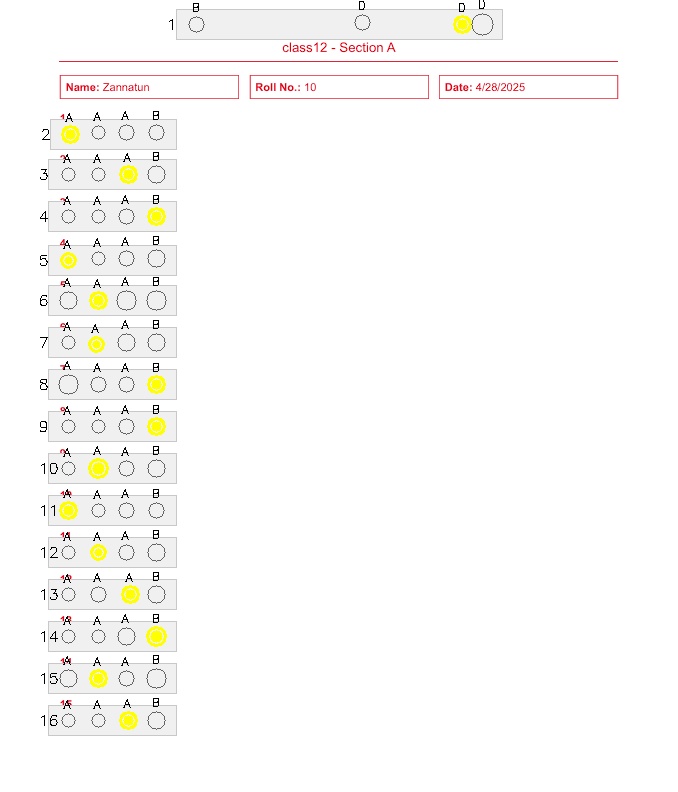 B D D D
1
class12 - Section A
Name: Zannatun Roll No.: 10 Date: 4/28/2025
A A A B
2
A A A B
3
A A A B
4
A A A B
5
A A A B
6
A A A B
7
A A A B
8
A A A B
9
A A A B
10
A A A B
11
A A A B
12
A A A B
13
A A A B
14
A A A B
15
A A A B
16